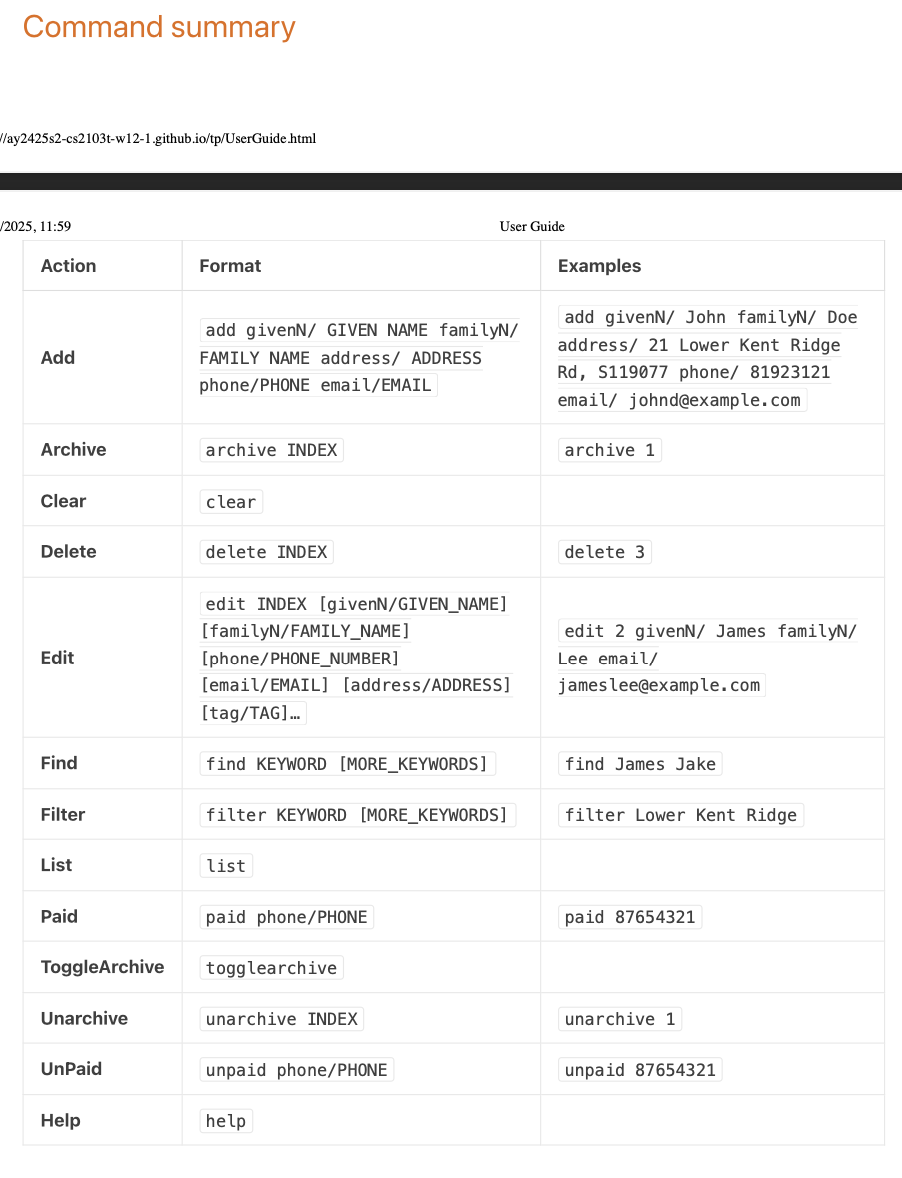 Command summary
//ay2425s2-cs2103t-w12-1.github.io/tp/UserGuide.html
/2025, 11:59 User Guide
Action Format Examples
Add
add givenN/ GIVEN NAME familyN/
FAMILY NAME address/ ADDRESS
phone/PHONE email/EMAIL
add givenN/ John familyN/ Doe
address/ 21 Lower Kent Ridge
Rd, S119077 phone/ 81923121
email/ johnd@example.com
Archive archive INDEX archive 1
Clear clear
Delete delete INDEX delete 3
Edit
edit INDEX [givenN/GIVEN_NAME]
[familyN/FAMILY_NAME]
[phone/PHONE_NUMBER]
[email/EMAIL] [address/ADDRESS]
[tag/TAG]…
edit 2 givenN/ James familyN/
Lee email/
jameslee@example.com
Find find KEYWORD [MORE_KEYWORDS] find James Jake
Filter filter KEYWORD [MORE_KEYWORDS] filter Lower Kent Ridge
List list
Paid paid phone/PHONE paid 87654321
ToggleArchive togglearchive
Unarchive unarchive INDEX unarchive 1
UnPaid unpaid phone/PHONE unpaid 87654321
Help help